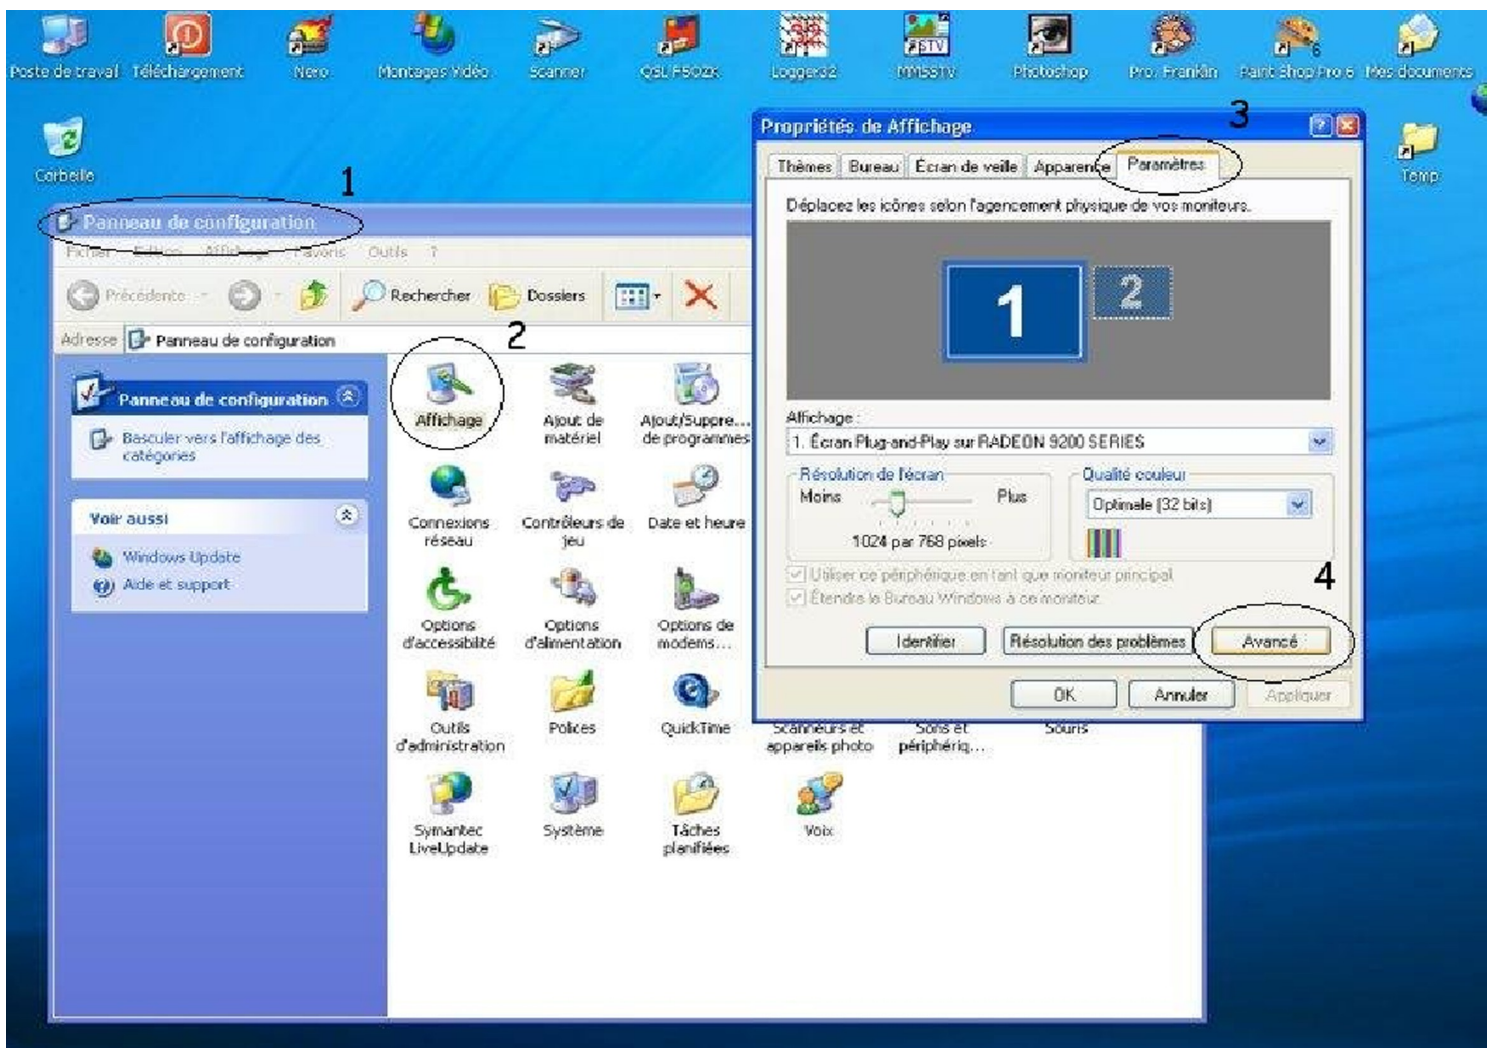 Poste de travail Téléchargement Nero Montages Vidéo Scanner QSL F5OZK Logger32 MMSSTV Photoshop Pro. Franklin Paint Shop Pro 6 Mes documents
Corbeille
Temp
1
Panneau de configuration
Fichier Edition Affichage Favoris Outils ?
Précédente Rechercher Dossiers
Adresse Panneau de configuration
2
Panneau de configuration
Basculer vers l'affichage des
catégories
Voir aussi
Windows Update
Aide et support
Affichage
Ajout de
matériel
Ajout/Suppre...
de programmes
Connexions
réseau
Contrôleurs de
jeu
Date et heure
Options
d'accessibilité
Options
d'alimentation
Options de
modems...
Outils
d'administration
Polices
QuickTime
Scanneurs et
appareils photo
Sons et
périphériq...
Souris
Symantec
LiveUpdate
Système
Tâches
planifiées
Voix
3
Propriétés de Affichage
Thèmes Bureau Écran de veille Apparence Paramètres
Déplacez les icônes selon l'agencement physique de vos moniteurs.
1 2
Affichage :
1. Écran Plug-and-Play sur RADEON 9200 SERIES
Résolution de l'écran
Moins Plus
1024 par 768 pixels
Qualité couleur
Optimale (32 bits)
Utiliser ce périphérique en tant que moniteur principal
Étendre le Bureau Windows à ce moniteur.
4
Identifier Résolution des problèmes Avancé
OK Annuler Appliquer